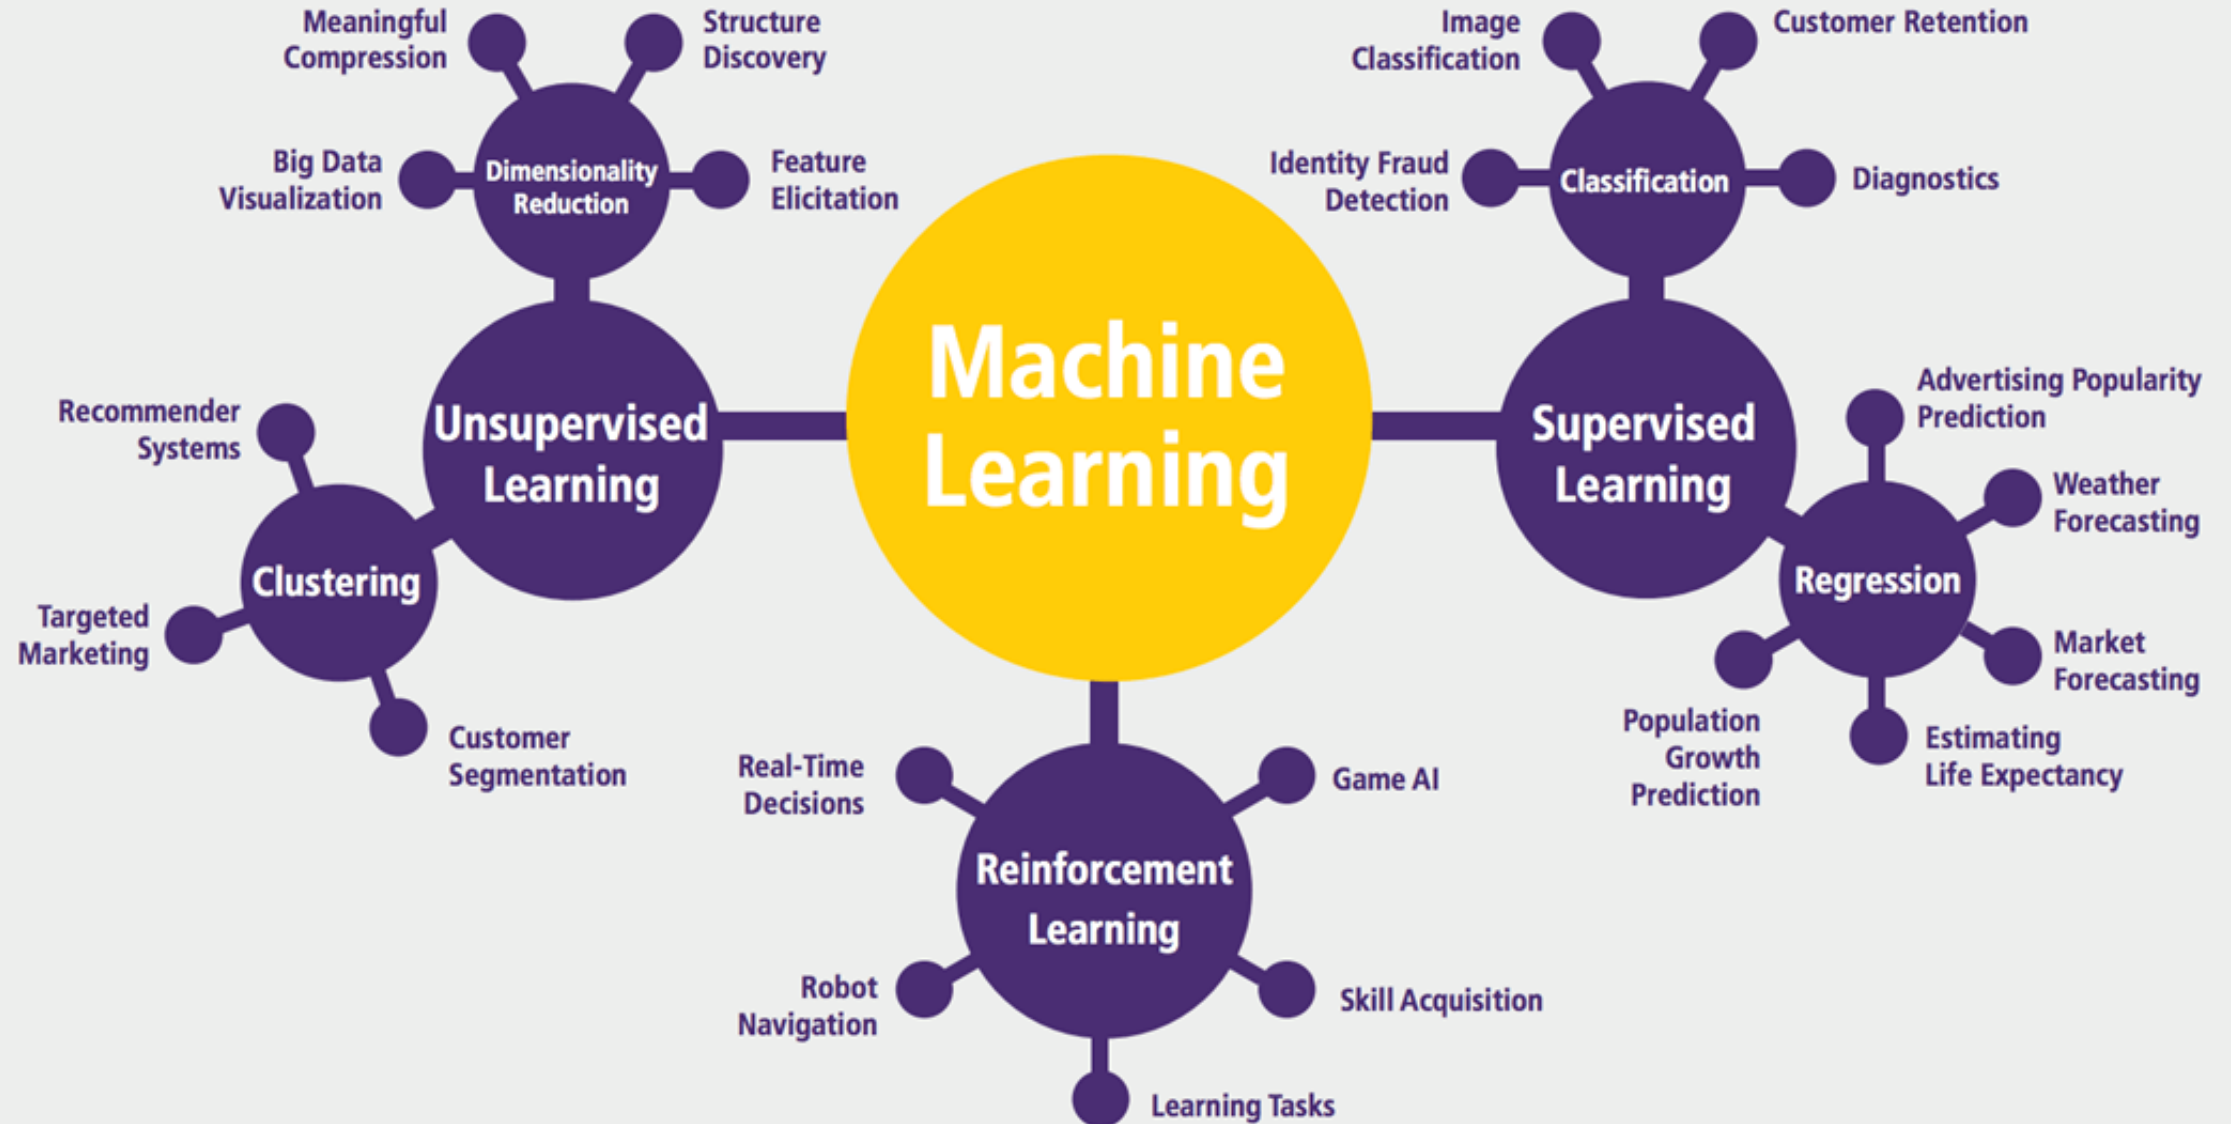 Meaningful
Compression
Structure
Discovery
Big Data
Visualization
Dimensionality
Reduction
Feature
Elicitation
Image
Classification
Customer Retention
Identity Fraud
Detection
Classification
Diagnostics
Machine
Learning
Unsupervised
Learning
Supervised
Learning
Recommender
Systems
Clustering
Targeted
Marketing
Customer
Segmentation
Advertising Popularity
Prediction
Weather
Forecasting
Regression
Market
Forecasting
Population
Growth
Prediction
Estimating
Life Expectancy
Real-Time
Decisions
Game AI
Reinforcement
Learning
Robot
Navigation
Skill Acquisition
Learning Tasks